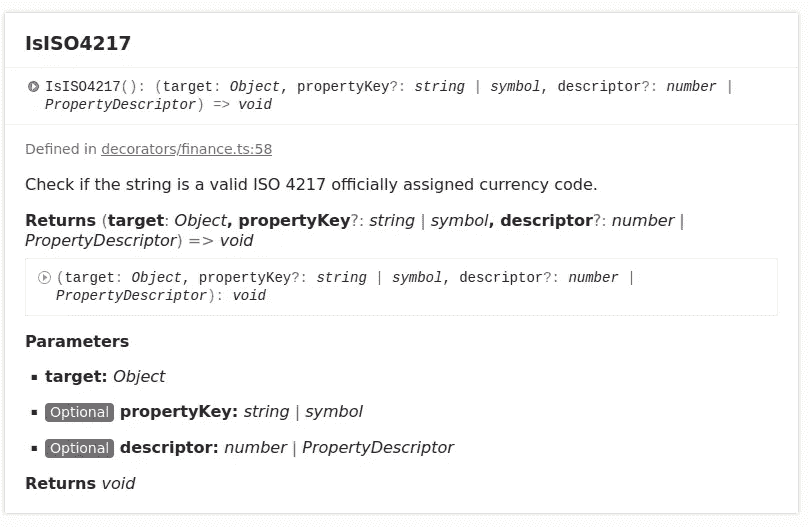 IsISO4217
IsISO4217(): (target: Object, propertyKey?: string | symbol, descriptor?: number |
PropertyDescriptor) => void
Defined in decorators/finance.ts:58
Check if the string is a valid ISO 4217 officially assigned currency code.
Returns (target: Object, propertyKey?: string | symbol, descriptor?: number |
PropertyDescriptor) => void
(target: Object, propertyKey?: string | symbol, descriptor?: number |
PropertyDescriptor): void
Parameters
▪ target: Object
▪ Optional propertyKey: string | symbol
▪ Optional descriptor: number | PropertyDescriptor
Returns void